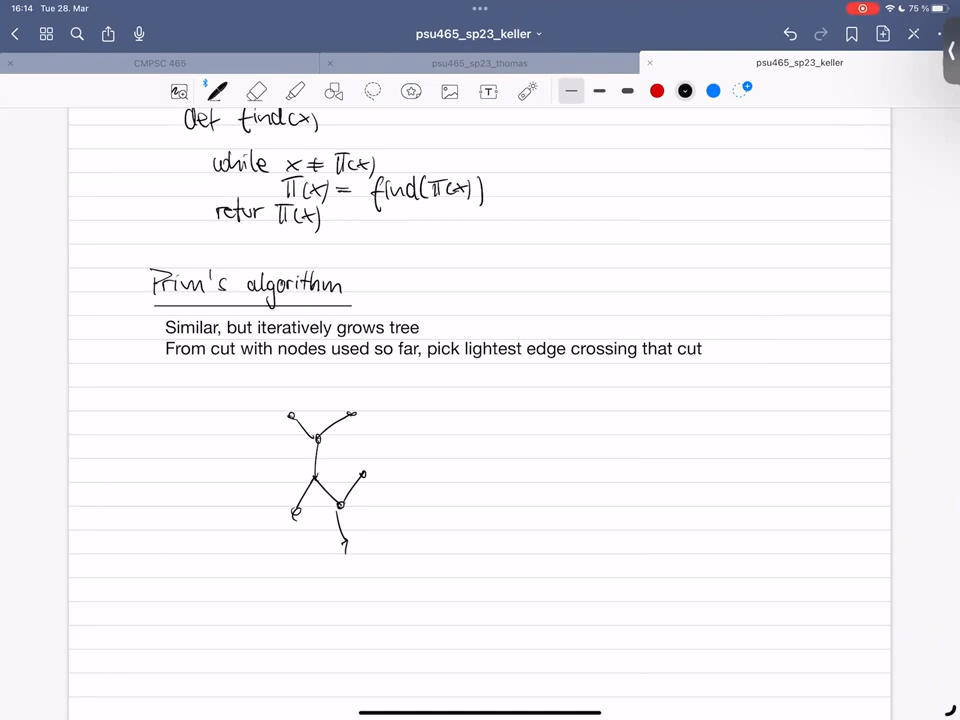 16:14 Tue 28. Mar
75 %
psu465_sp23_keller
CMPSC 465
psu465_sp23_thomas
psu465_sp23_keller
def find(x)
while x ≠ π(x)
π(x) = find(π(x))
retur π(x)
Prim's algorithm
Similar, but iteratively grows tree
From cut with nodes used so far, pick lightest edge crossing that cut